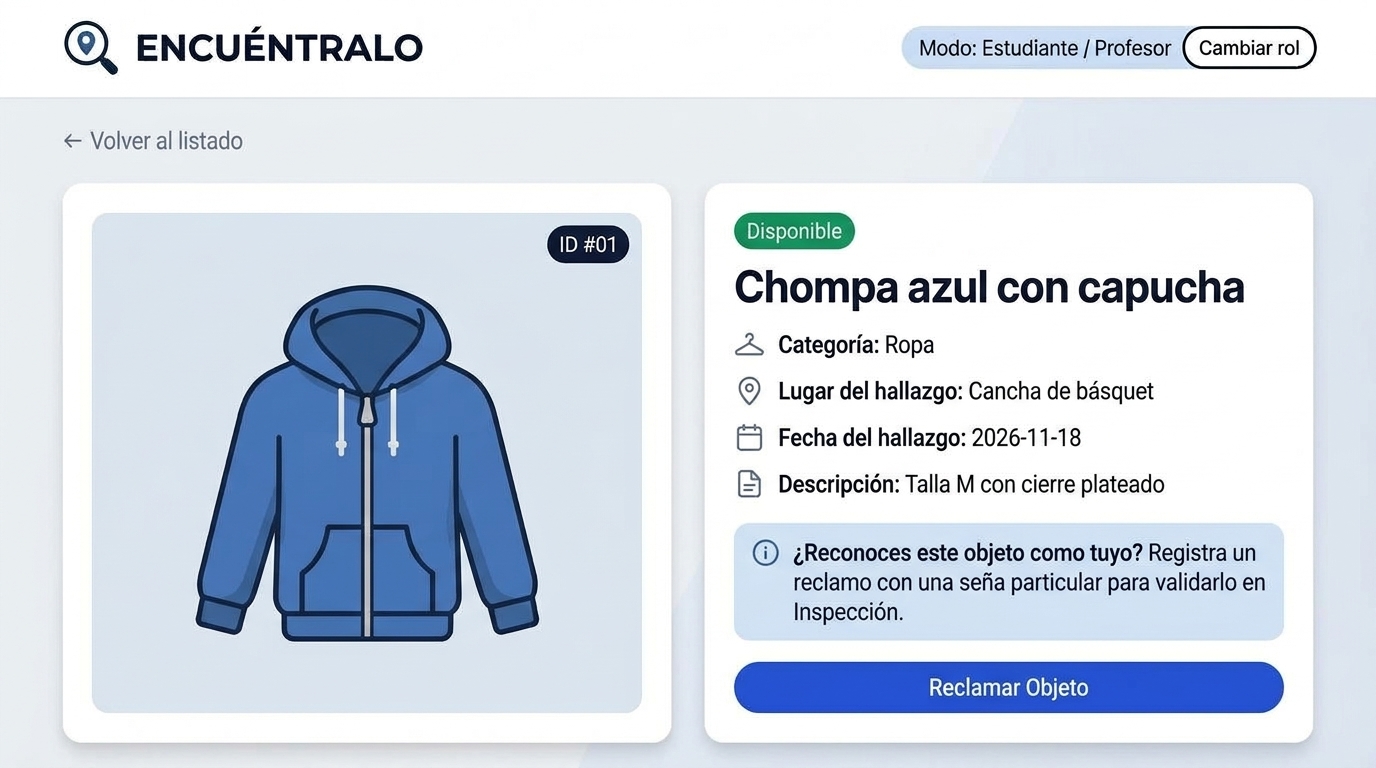 ENCUÉNTRALO
Modo: Estudiante / Profesor
Cambiar rol
← Volver al listado
ID #01
Disponible
Chompa azul con capucha
Categoría: Ropa
Lugar del hallazgo: Cancha de básquet
Fecha del hallazgo: 2026-11-18
Descripción: Talla M con cierre plateado
¿Reconoces este objeto como tuyo? Registra un
reclamo con una seña particular para validarlo en
Inspección.
Reclamar Objeto